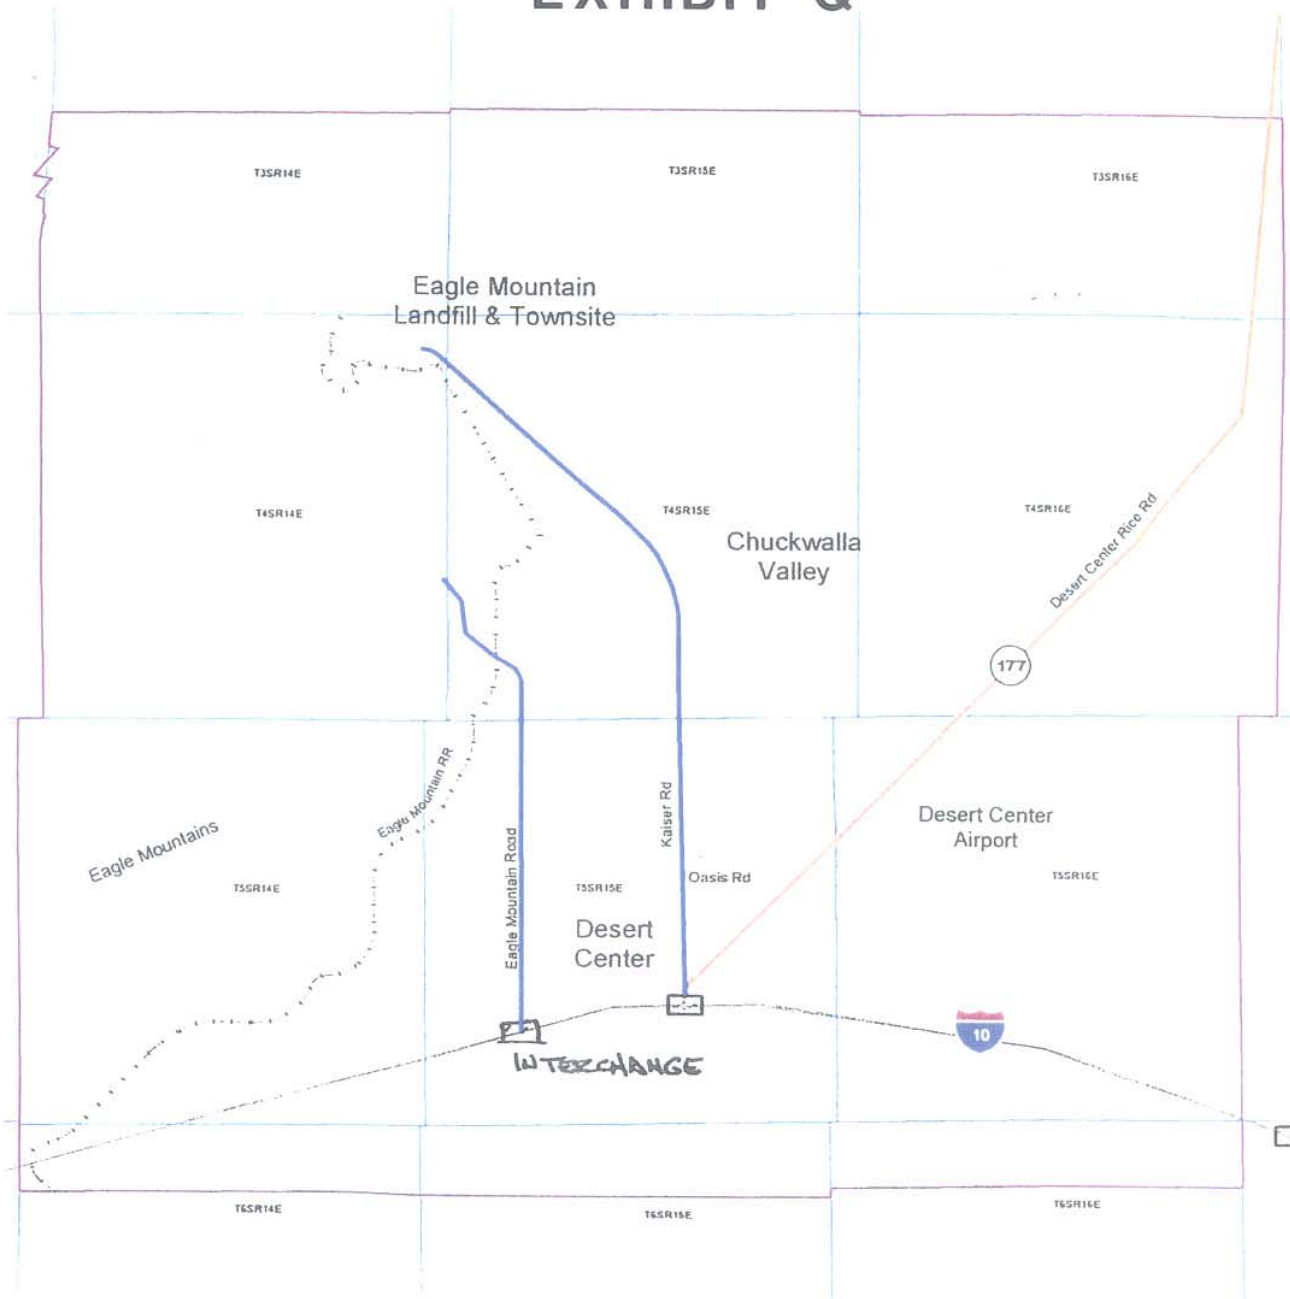 EXHIBIT Q
T3SR14E
T3SR15E
T3SR16E
Eagle Mountain
Landfill & Townsite
T4SR14E
T4SR15E
T4SR16E
Chuckwalla
Valley
Desert Center Rice Rd
177
Eagle Mountain RR
Eagle Mountains
Kaiser Rd
Desert Center
Airport
Eagle Mountain Road
Oasis Rd
T5SR14E
T5SR15E
T5SR16E
Desert
Center
10
INTERCHANGE
T6SR14E
T6SR15E
T6SR16E